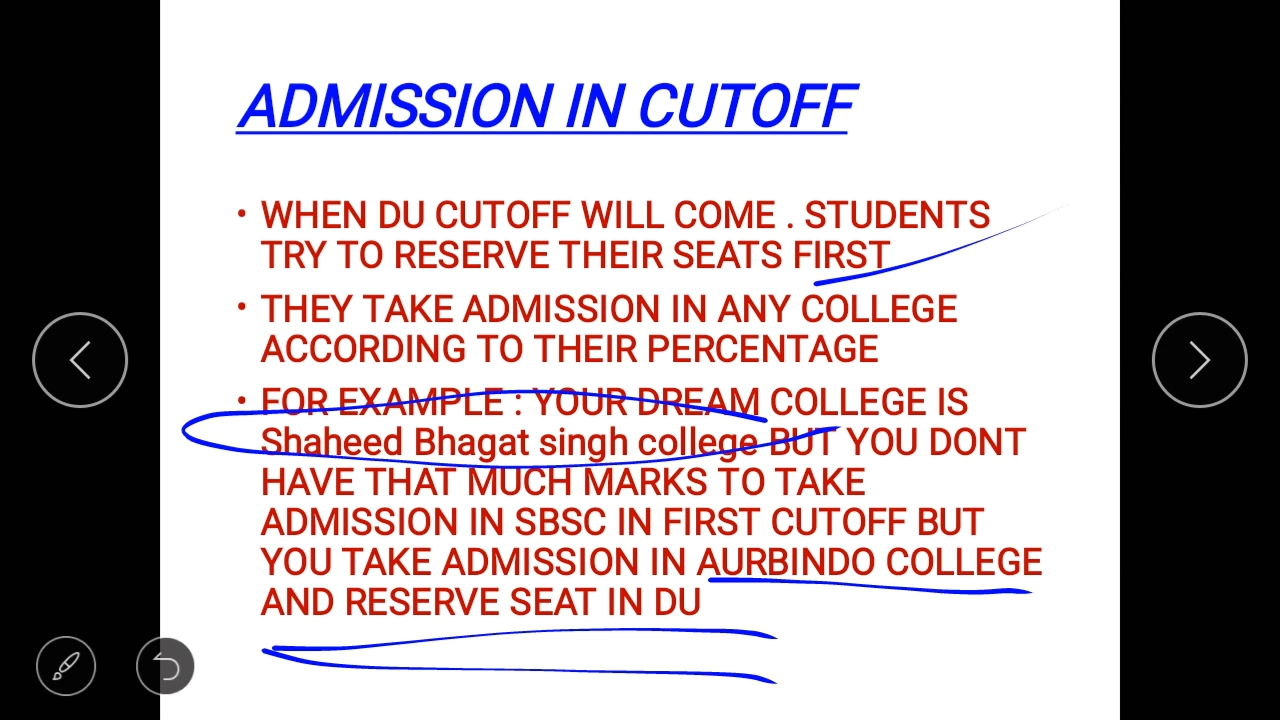 ADMISSION IN CUTOFF
• WHEN DU CUTOFF WILL COME . STUDENTS
TRY TO RESERVE THEIR SEATS FIRST
• THEY TAKE ADMISSION IN ANY COLLEGE
ACCORDING TO THEIR PERCENTAGE
• FOR EXAMPLE : YOUR DREAM COLLEGE IS
Shaheed Bhagat singh college BUT YOU DONT
HAVE THAT MUCH MARKS TO TAKE
ADMISSION IN SBSC IN FIRST CUTOFF BUT
YOU TAKE ADMISSION IN AURBINDO COLLEGE
AND RESERVE SEAT IN DU